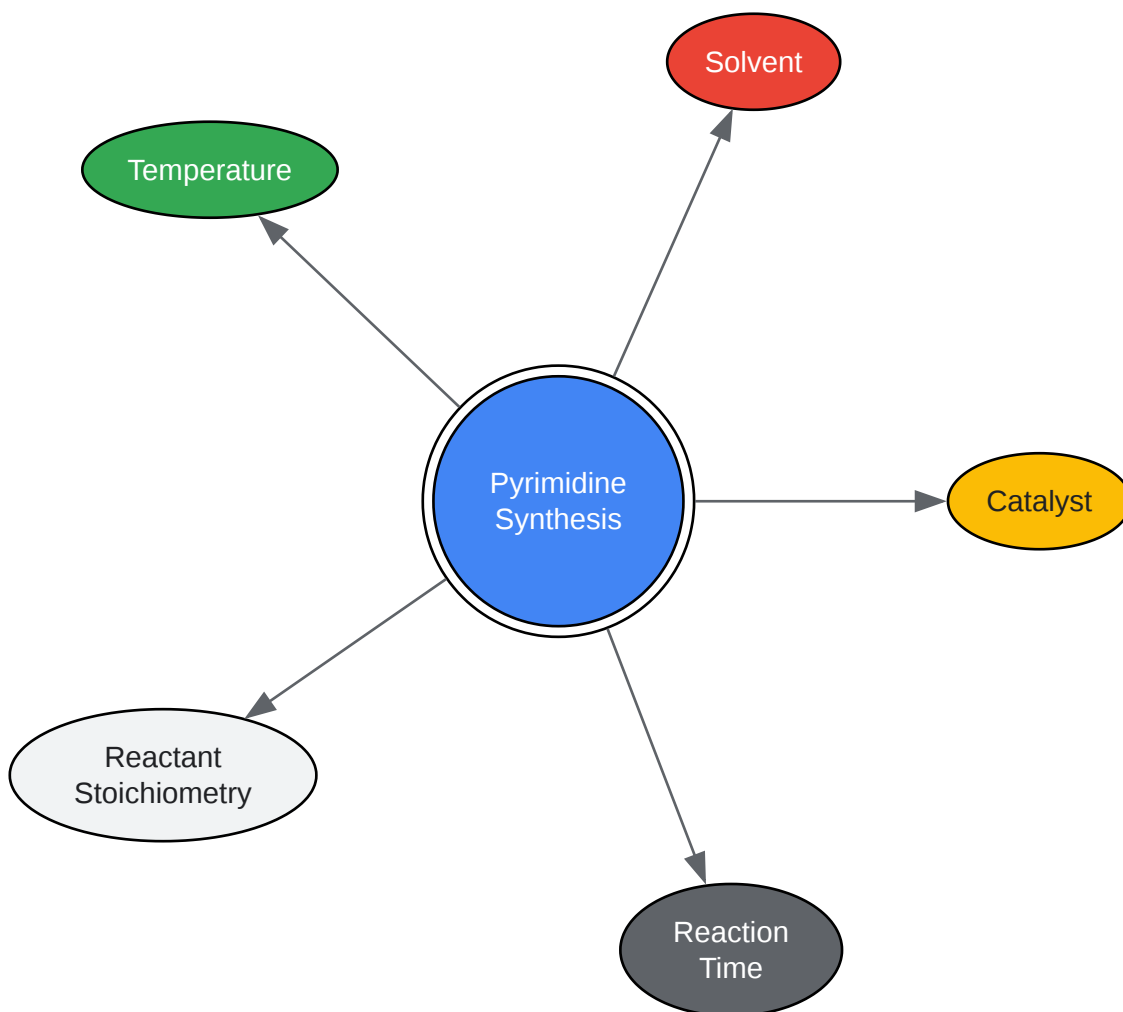 Solvent
Temperature
Pyrimidine
Synthesis
Catalyst
Reactant
Stoichiometry
Reaction
Time